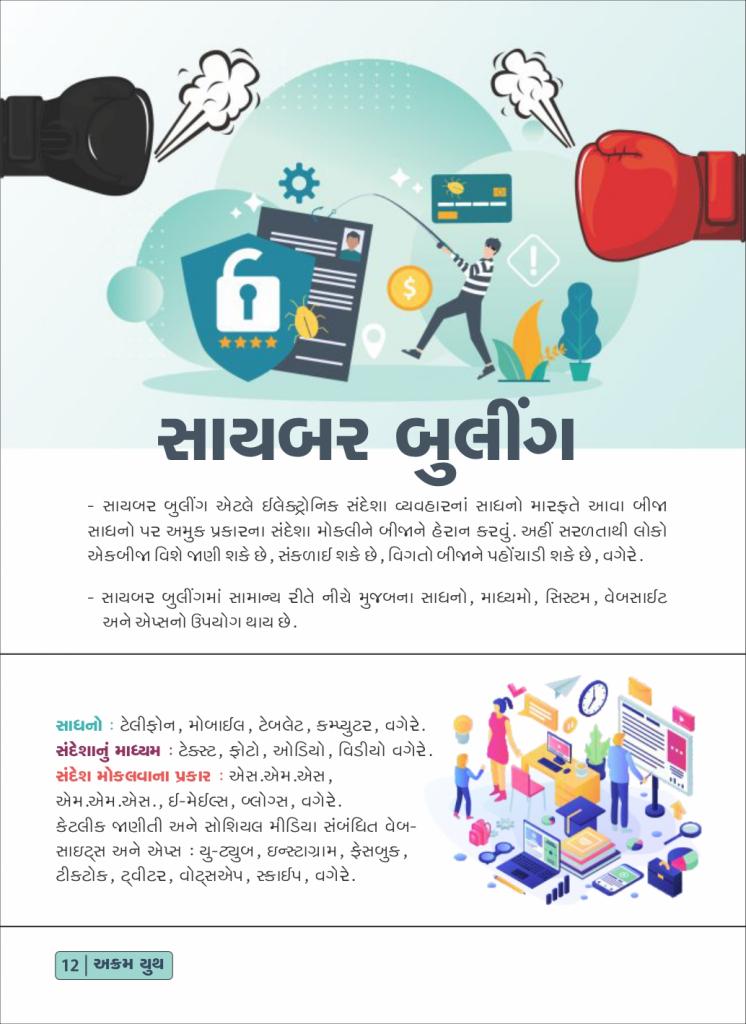 સાયબર બુલીંગ
- સાયબર બુલીંગ એટલે ઈલેક્ટ્રોનિક સંદેશા વ્યવહારનાં સાધનો મારફતે આવા બીજા
સાધનો પર અમુક પ્રકારના સંદેશા મોકલીને બીજાને હેરાન કરવું. અહીં સરળતાથી લોકો
એકબીજા વિશે જાણી શકે છે, સંકળાઈ શકે છે, વિગતો બીજાને પહોંચાડી શકે છે, વગેરે.
- સાયબર બુલીંગમાં સામાન્ય રીતે નીચે મુજબના સાધનો, માધ્યમો, સિસ્ટમ, વેબસાઈટ
અને એપ્સનો ઉપયોગ થાય છે.
સાધનો : ટેલીફોન, મોબાઈલ, ટેબલેટ, કમ્પ્યુટર, વગેરે.
સંદેશાનું માધ્યમ : ટેક્સ્ટ, ફોટો, ઓડિયો, વિડીયો વગેરે.
સંદેશ મોકલવાના પ્રકાર : એસ.એમ.એસ,
એમ.એમ.એસ., ઈ-મેઈલ્સ, બ્લોગ્સ, વગેરે.
કેટલીક જાણીતી અને સોશિયલ મીડિયા સંબંધિત વેબ-
સાઇટ્સ અને એપ્સ : યુ-ટ્યુબ, ઇન્સ્ટાગ્રામ, ફેસબુક,
ટીકટોક, ટ્વીટર, વોટ્સએપ, સ્કાઈપ, વગેરે.
12 | અક્રમ યુથ